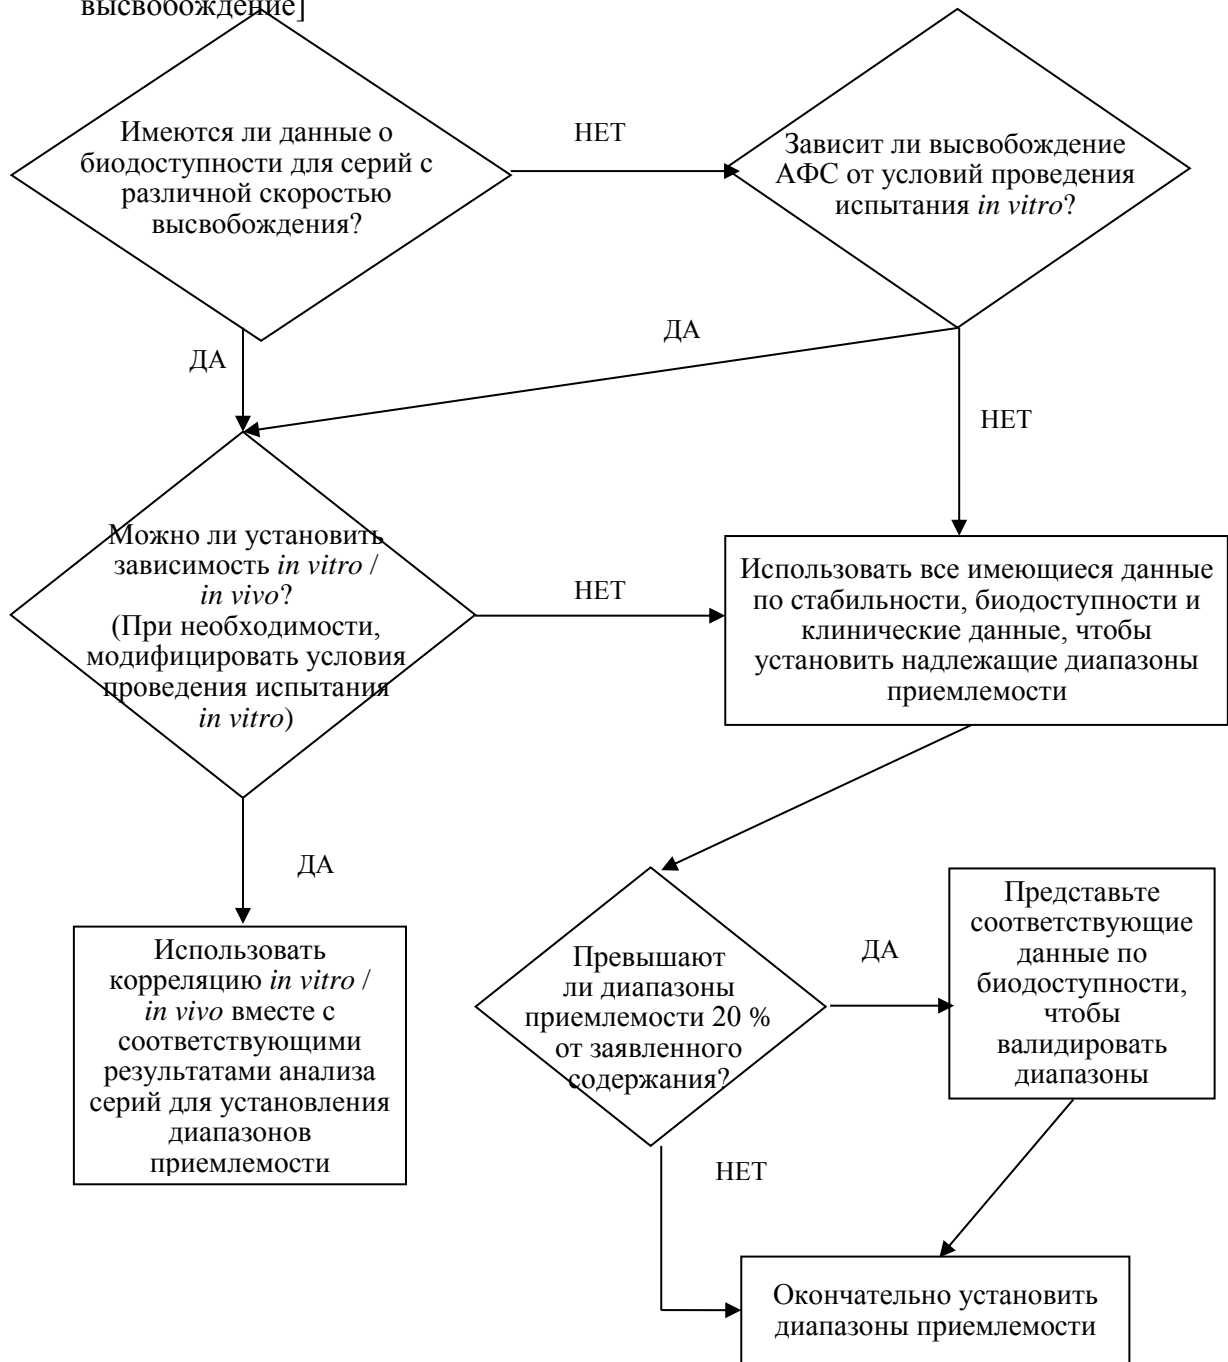 высвобождение]
Имеются ли данные о
биодоступности для серий с
различной скоростью
высвобождения?
НЕТ
Зависит ли высвобождение
АФС от условий проведения
испытания in vitro?
ДА
ДА
НЕТ
Можно ли установить
зависимость in vitro /
in vivo?
(При необходимости,
модифицировать условия
проведения испытания
in vitro)
НЕТ
Использовать все имеющиеся данные
по стабильности, биодоступности и
клинические данные, чтобы
установить надлежащие диапазоны
приемлемости
ДА
Использовать
корреляцию in vitro /
in vivo вместе с
соответствующими
результатами анализа
серий для установления
диапазонов
приемлемости
Превышают
ли диапазоны
приемлемости 20 %
от заявленного
содержания?
ДА
Представьте
соответствующие
данные по
биодоступности,
чтобы
валидировать
диапазоны
НЕТ
Окончательно установить
диапазоны приемлемости